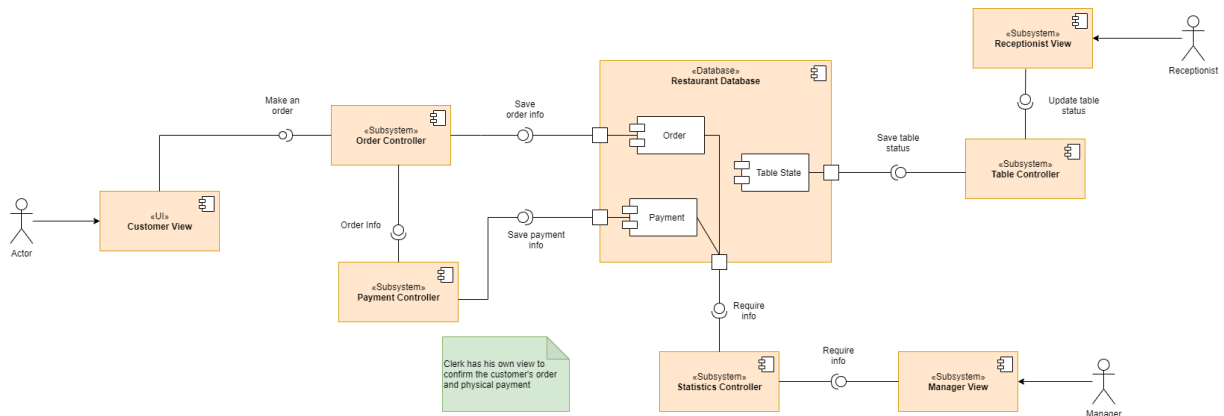 «Subsystem»
Receptionist View
Receptionist
«Database»
Restaurant Database
Make an
order
Save
order info
Update table
status
«Subsystem»
Order Controller
Order
Save table
status
«Subsystem»
Table Controller
Table State
«UI»
Customer View
Actor
Order Info
Payment
Save payment
info
«Subsystem»
Payment Controller
Require
info
Clerk has his own view to
confirm the customer's order
and physical payment
«Subsystem»
Statistics Controller
Require
info
«Subsystem»
Manager View
Manager